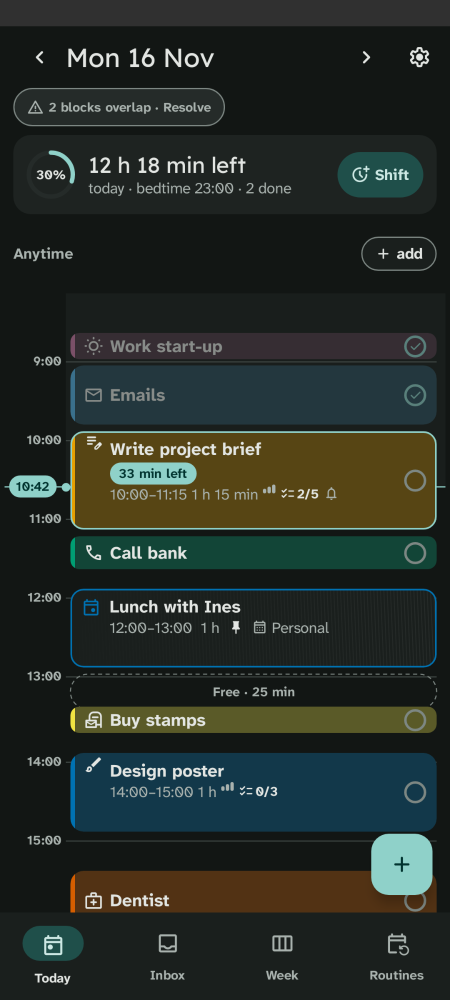 Mon 16 Nov
2 blocks overlap · Resolve
30%
12 h 18 min left
today · bedtime 23:00 · 2 done
Shift
Anytime
+ add
Work start-up
9:00
Emails
10:00
Write project brief
33 min left
10:42
10:00–11:15 1 h 15 min 2/5
11:00
Call bank
12:00
Lunch with Ines
12:00–13:00 1 h Personal
13:00
Free · 25 min
Buy stamps
14:00
Design poster
14:00–15:00 1 h 0/3
15:00
Dentist
Today
Inbox
Week
Routines